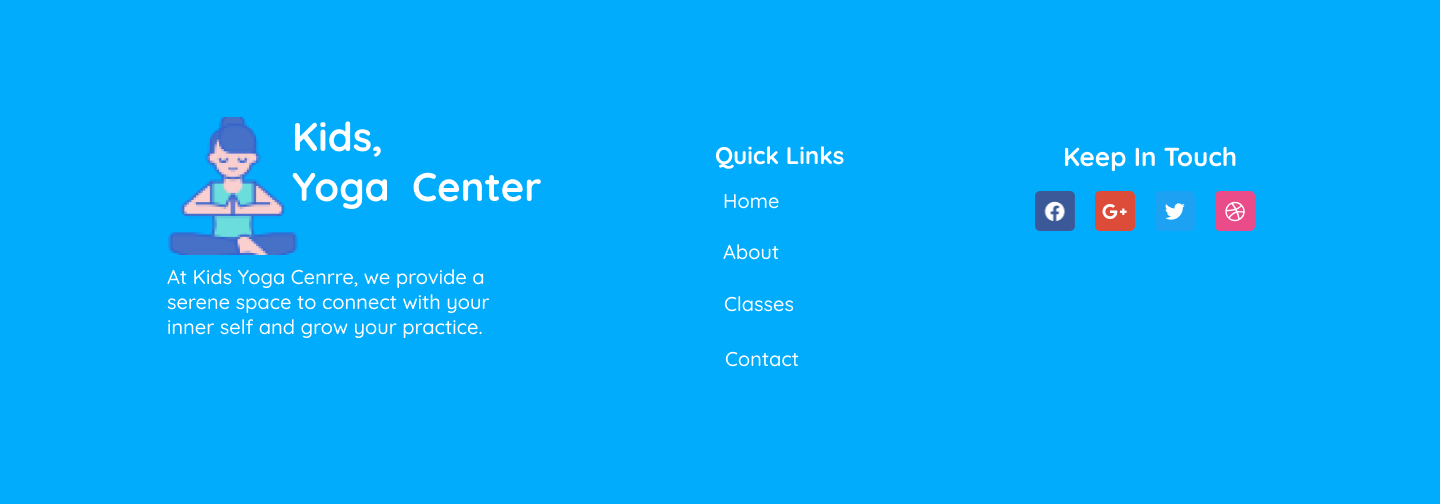 Kids,
Yoga Center
At Kids Yoga Cenrre, we provide a
serene space to connect with your
inner self and grow your practice.
Quick Links
Home
About
Classes
Contact
Keep In Touch
G+